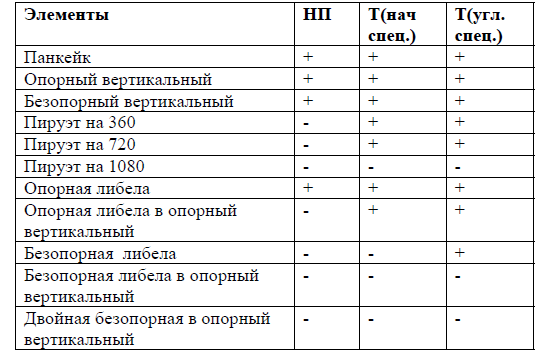 Элементы НП Т(нач Т(угл.
спец.) спец.)
Панкейк + + +
Опорный вертикальный + + +
Безопорный вертикальный + + +
Пируэт на 360 - + +
Пируэт на 720 - + +
Пируэт на 1080 - - -
Опорная либела + + +
Опорная либела в опорный - + +
вертикальный
Безопорная либела - - +
Безопорная либела в опорный - - -
вертикальный
Двойная безопорная в опорный - - -
вертикальный